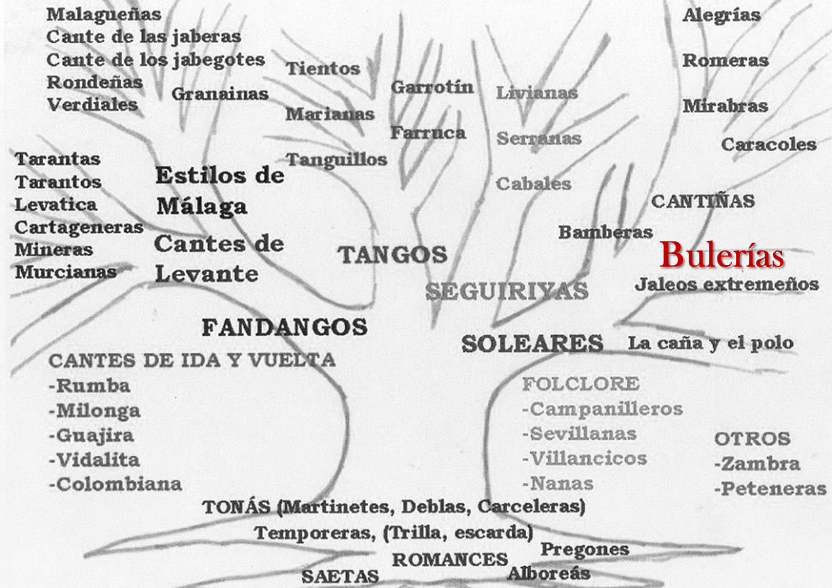 Malagueñas
Cante de las jaberas
Cante de los jabegotes
Rondeñas
Verdiales
Granainas
Tientos
Marianas
Tanguillos
Garrotín
Farruca
Livianas
Serranas
Cabales
Alegrías
Romeras
Mirabras
Caracoles
CANTIÑAS
Bamberas
Bulerías
Jaleos extremeños
Tarantas
Tarantos
Levatica
Cartageneras
Mineras
Murcianas
Estilos de
Málaga
Cantes de
Levante
TANGOS
SEGUIRIYAS
FANDANGOS
SOLEARES
La caña y el polo
CANTES DE IDA Y VUELTA
-Rumba
-Milonga
-Guajira
-Vidalita
-Colombiana
FOLCLORE
-Campanilleros
-Sevillanas
-Villancicos
-Nanas
OTROS
-Zambra
-Peteneras
TONÁS (Martinetes, Deblas, Carceleras)
Temporeras, (Trilla, escarda)
ROMANCES
Pregones
SAETAS
Alboreás